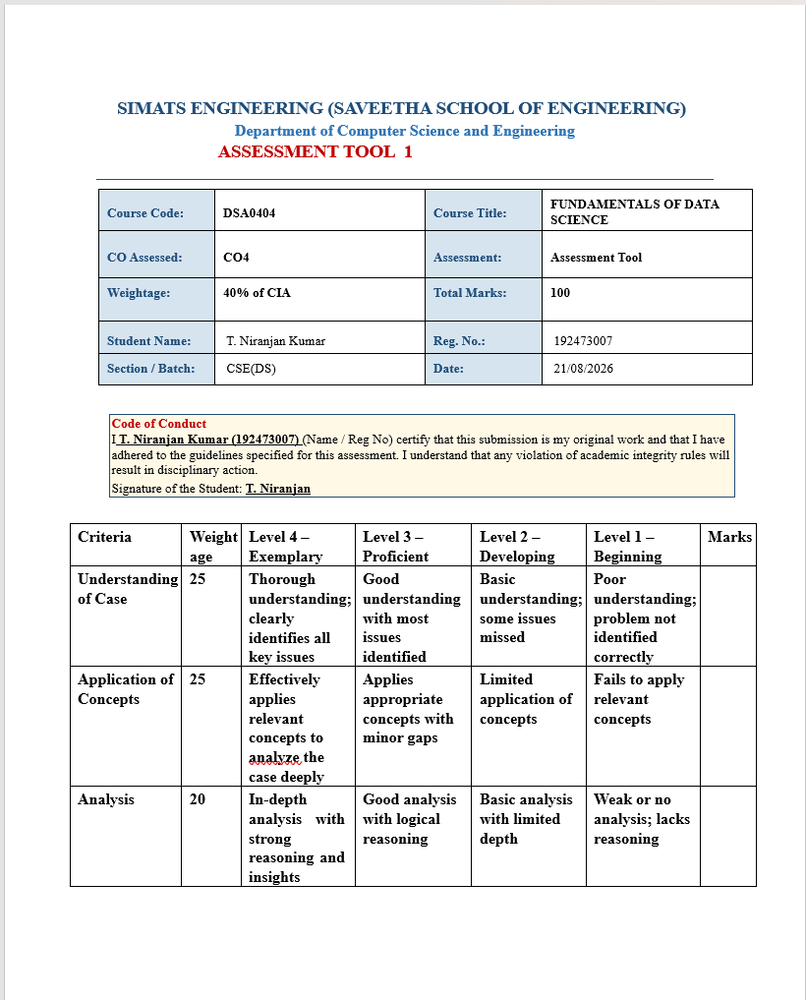 SIMATS ENGINEERING (SAVEETHA SCHOOL OF ENGINEERING)
Department of Computer Science and Engineering
ASSESSMENT TOOL 1
Course Code: DSA0404 Course Title: FUNDAMENTALS OF DATA
SCIENCE
CO Assessed: CO4 Assessment: Assessment Tool
Weightage: 40% of CIA Total Marks: 100
Student Name: T. Niranjan Kumar Reg. No.: 192473007
Section / Batch: CSE(DS) Date: 21/08/2026
Code of Conduct
I T. Niranjan Kumar (192473007) (Name / Reg No) certify that this submission is my original work and that I have
adhered to the guidelines specified for this assessment. I understand that any violation of academic integrity rules will
result in disciplinary action.
Signature of the Student: T. Niranjan
Criteria Weight Level 4 – Level 3 – Level 2 – Level 1 – Marks
age Exemplary Proficient Developing Beginning
Understanding 25 Thorough Good Basic Poor
of Case understanding; understanding understanding; understanding;
clearly with most some issues problem not
identifies all issues missed identified
key issues identified correctly
Application of 25 Effectively Applies Limited Fails to apply
Concepts applies appropriate application of relevant
relevant concepts with concepts concepts
concepts to minor gaps
analyze the
case deeply
Analysis 20 In-depth Good analysis Basic analysis Weak or no
analysis with with logical with limited analysis; lacks
strong reasoning depth reasoning
reasoning and
insights